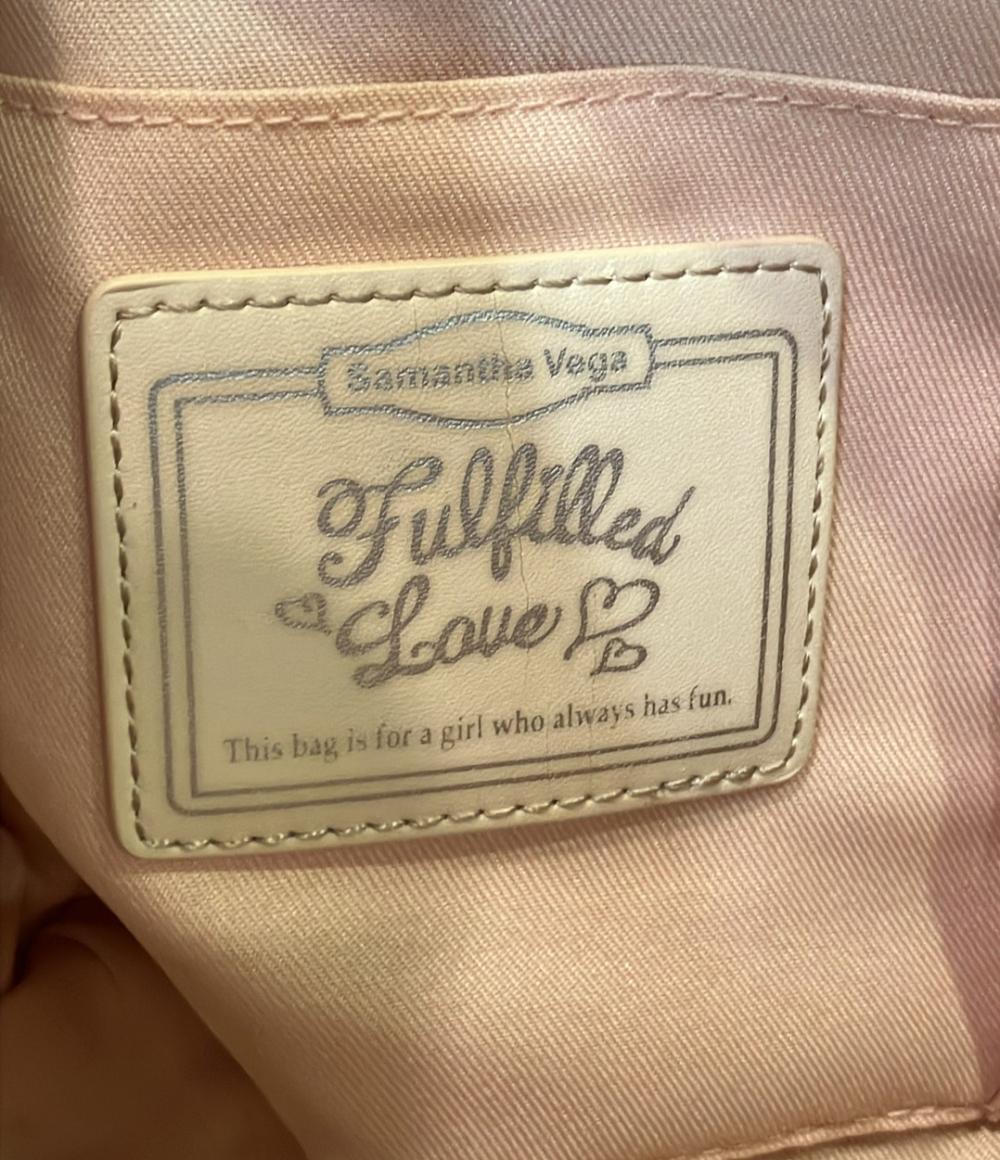 Samantha Vega
Fulfilled
Love
This bag is for a girl who always has fun.